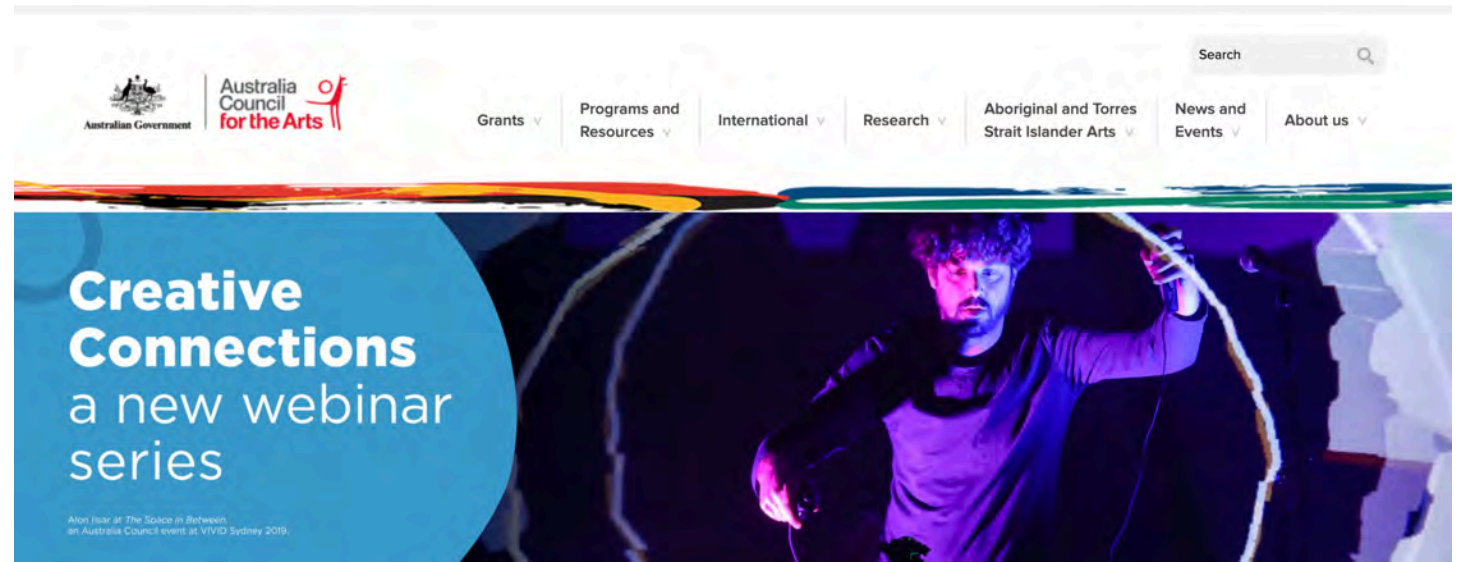 Search
Australian Government
Australia
Council
for the Arts
Grants
Programs and
Resources
International
Research
Aboriginal and Torres
Strait Islander Arts
News and
Events
About us
Creative
Connections
a new webinar
series
Alon Ilsar at The Space in Between,
an Australia Council event at VIVID Sydney 2019.